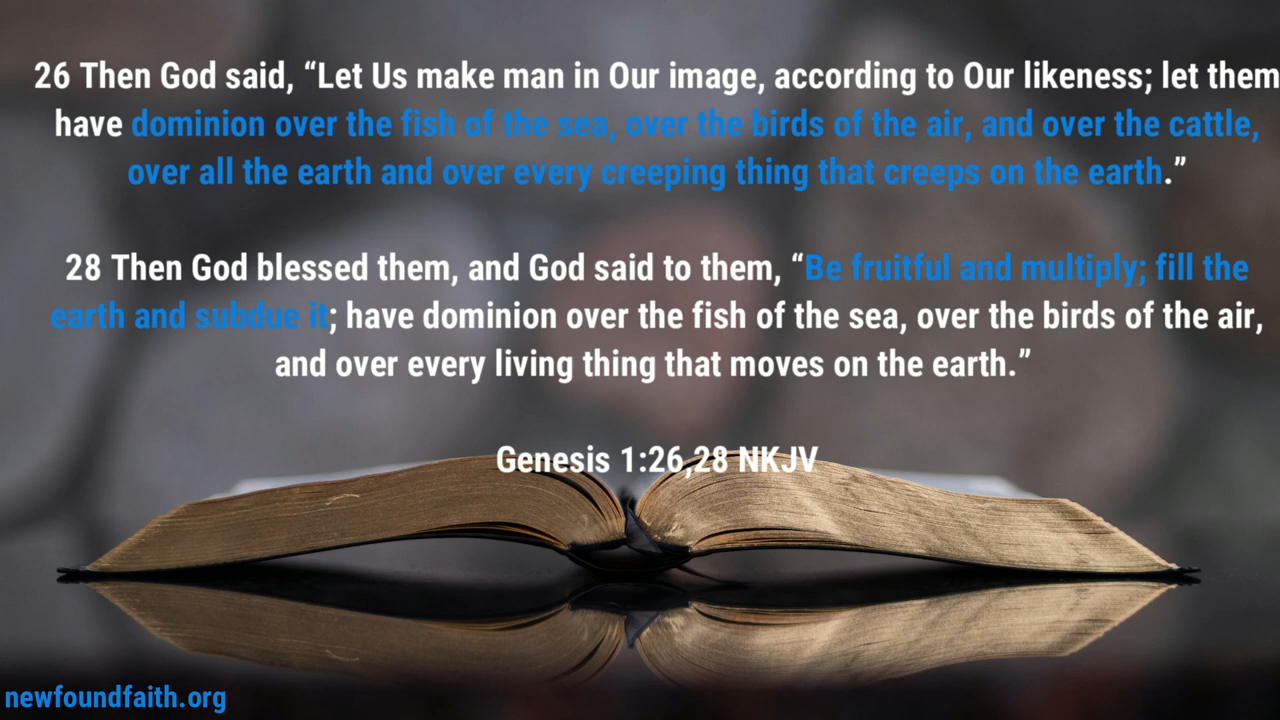 26 Then God said, “Let Us make man in Our image, according to Our likeness; let them
have dominion over the fish of the sea, over the birds of the air, and over the cattle,
over all the earth and over every creeping thing that creeps on the earth.”
28 Then God blessed them, and God said to them, “Be fruitful and multiply; fill the
earth and subdue it; have dominion over the fish of the sea, over the birds of the air,
and over every living thing that moves on the earth.”
Genesis 1:26,28 NKJV
newfoundfaith.org